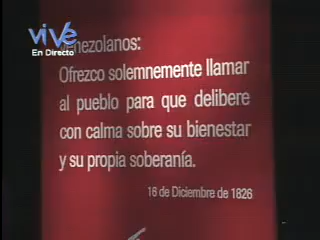 vive
En Directo
Venezolanos:
Ofrezco solemnemente llamar
al pueblo para que delibere
con calma sobre su bienestar
y su propia soberanía.
16 de Diciembre de 1826